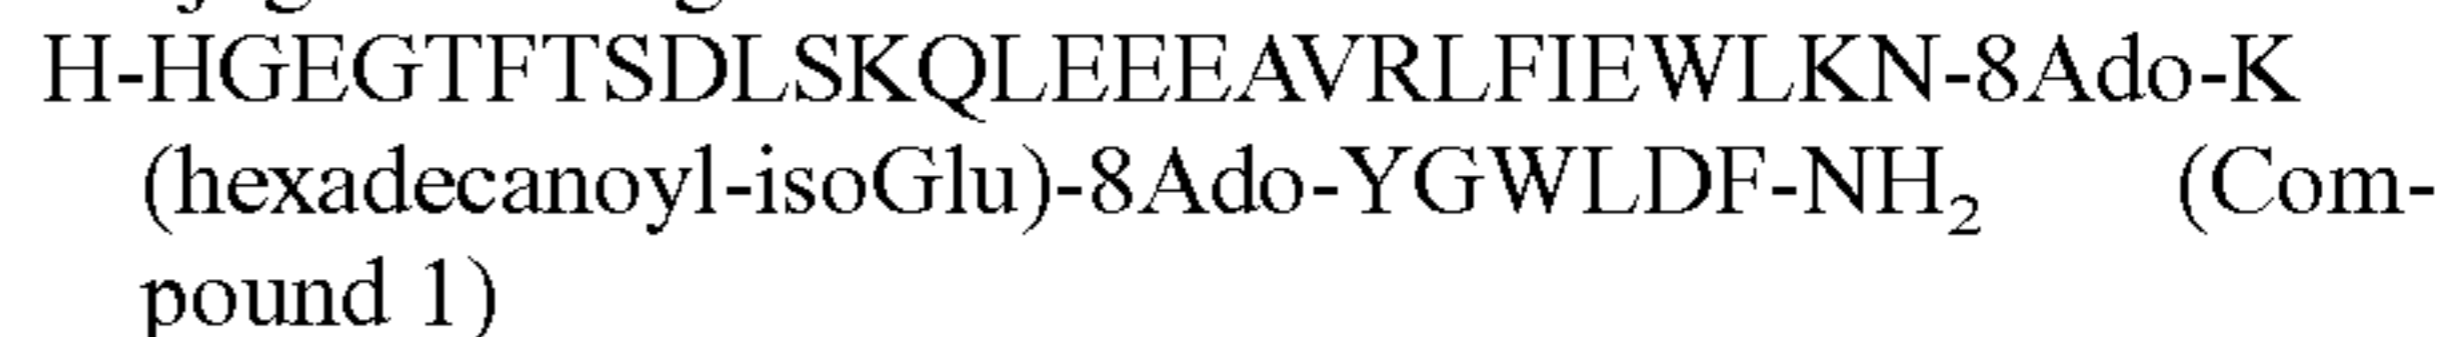 H-HGEGTFTSDLSKQLEEEAVRLFIEWLKN-8Ado-K
(hexadecanoyl-isoGlu)-8Ado-YGWLDF-NH₂ (Com-
pound 1)